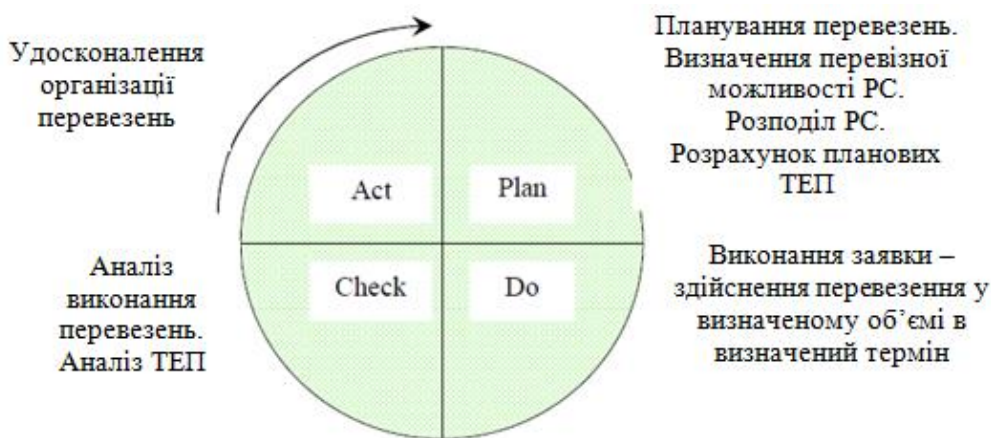 Удосконалення
організації
перевезень
Планування перевезень.
Визначення перевізної
можливості РС.
Розподіл РС.
Розрахунок планових
ТЕП
Act
Plan
Check
Do
Аналіз
виконання
перевезень.
Аналіз ТЕП
Виконання заявки –
здійснення перевезення у
визначеному об’ємі в
визначений термін